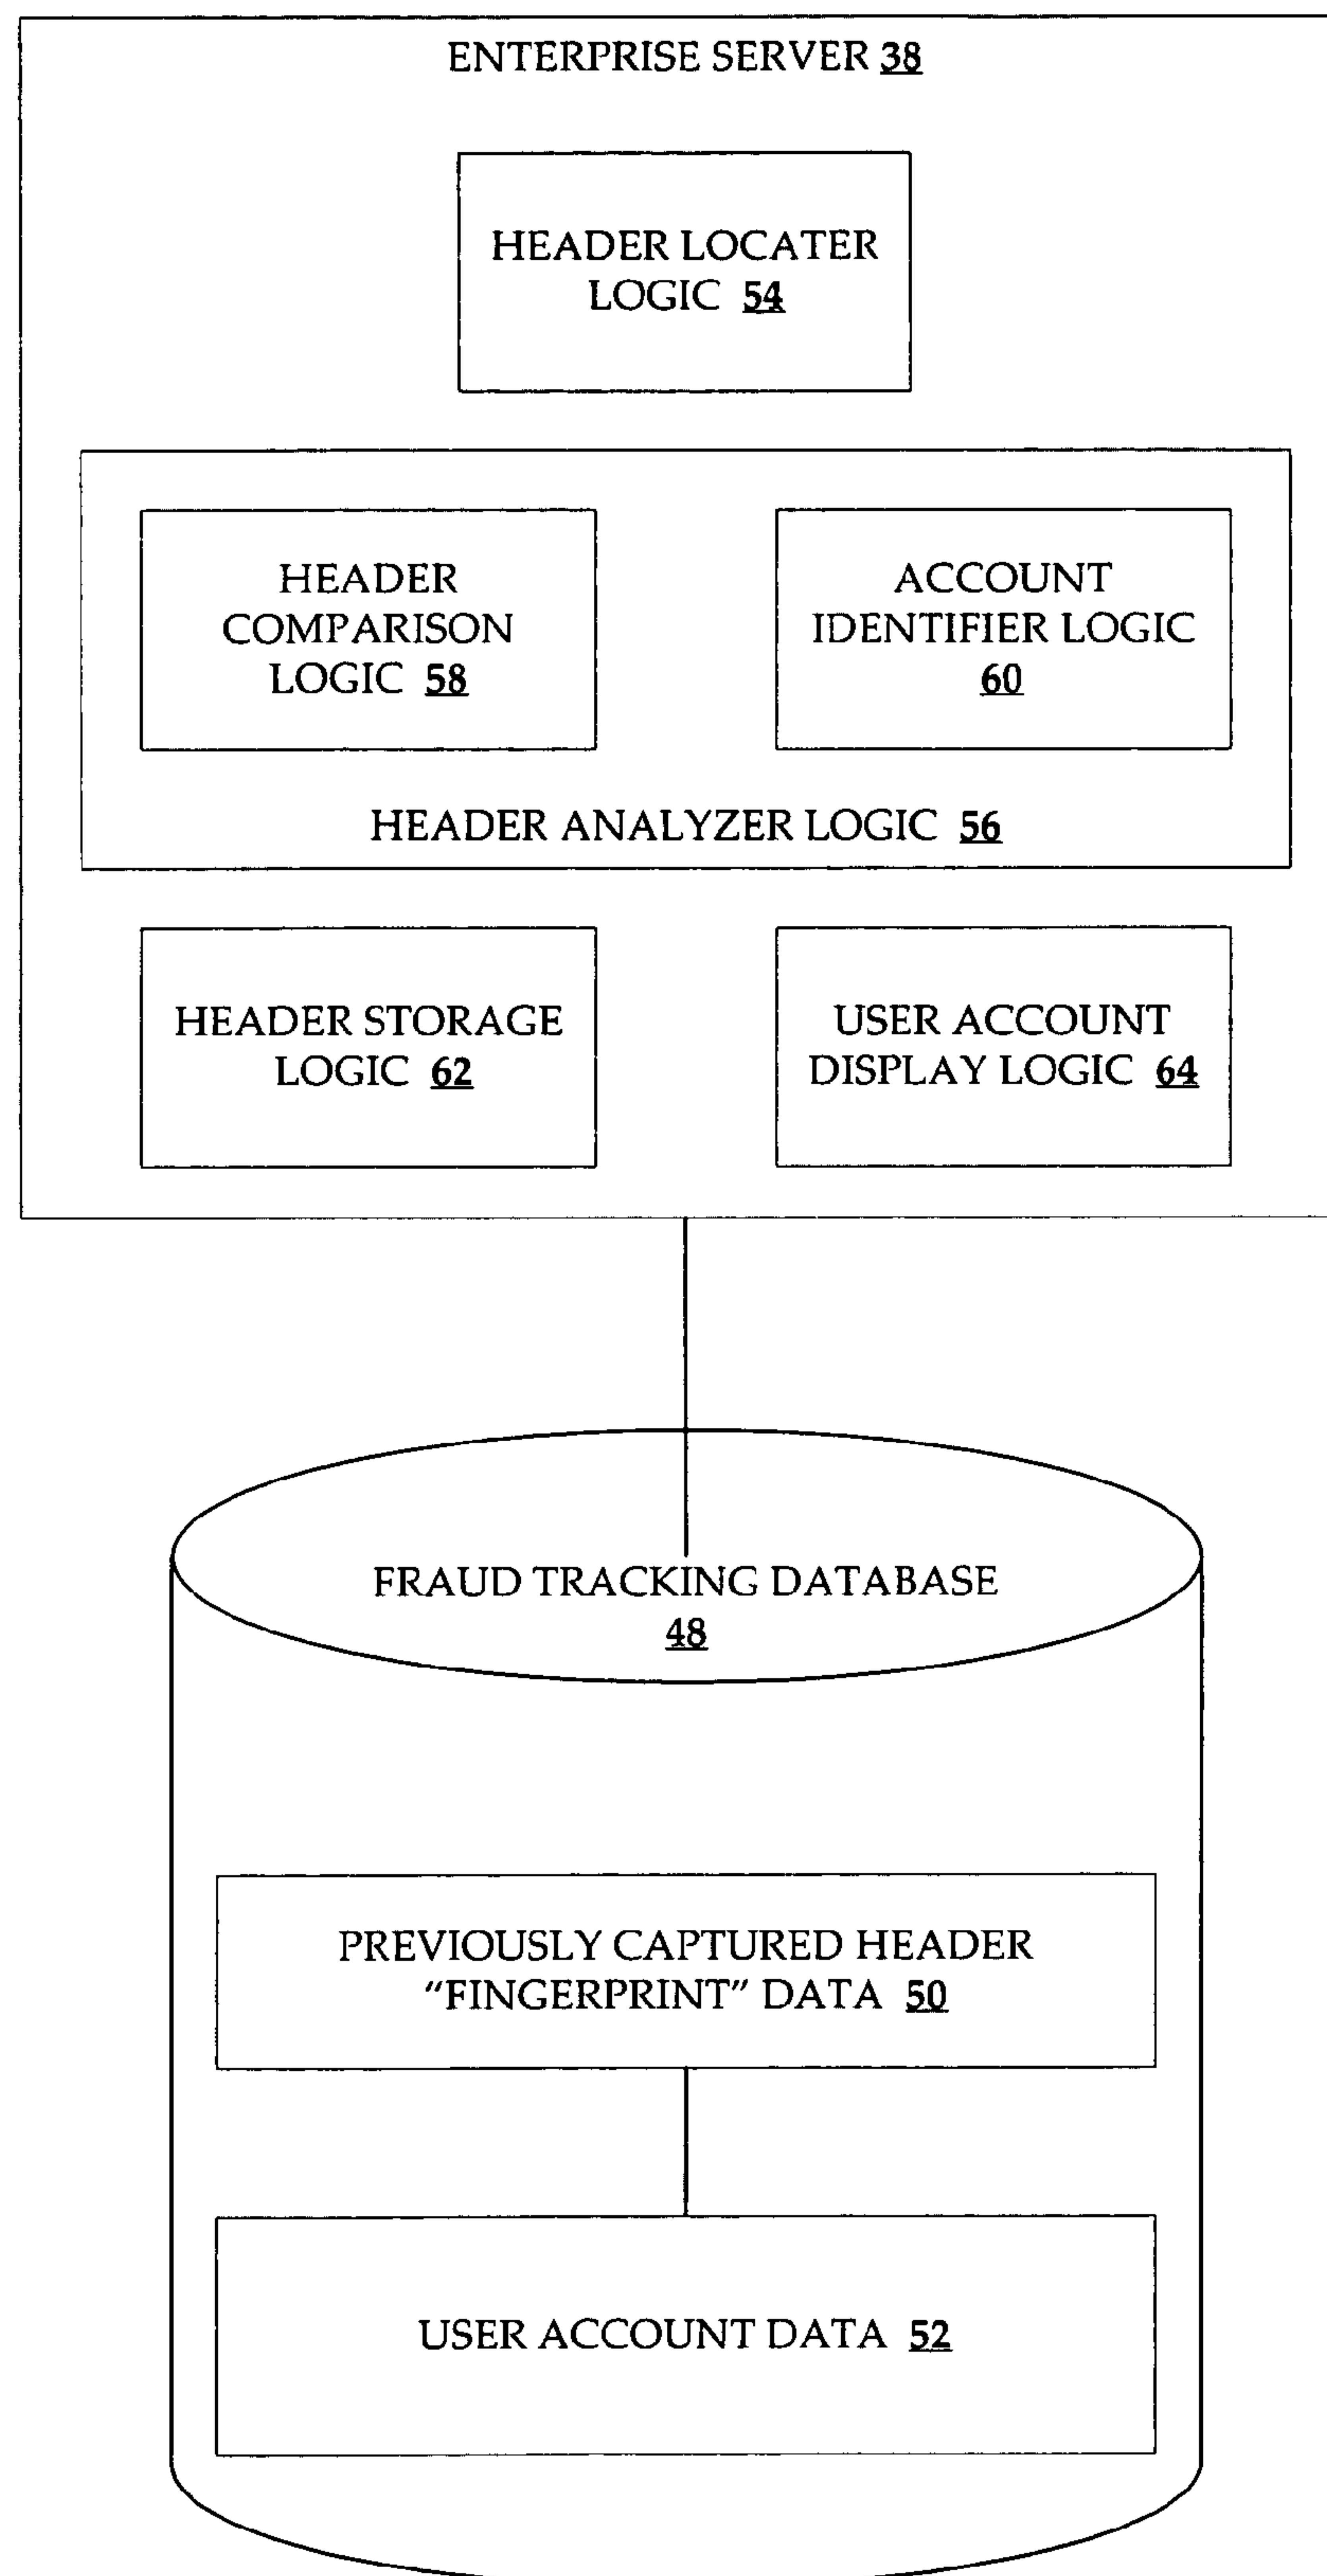 ENTERPRISE SERVER 38
HEADER LOCATER
LOGIC 54
HEADER
COMPARISON
LOGIC 58
ACCOUNT
IDENTIFIER LOGIC
60
HEADER ANALYZER LOGIC 56
HEADER STORAGE
LOGIC 62
USER ACCOUNT
DISPLAY LOGIC 64
FRAUD TRACKING DATABASE
48
PREVIOUSLY CAPTURED HEADER
“FINGERPRINT” DATA 50
USER ACCOUNT DATA 52